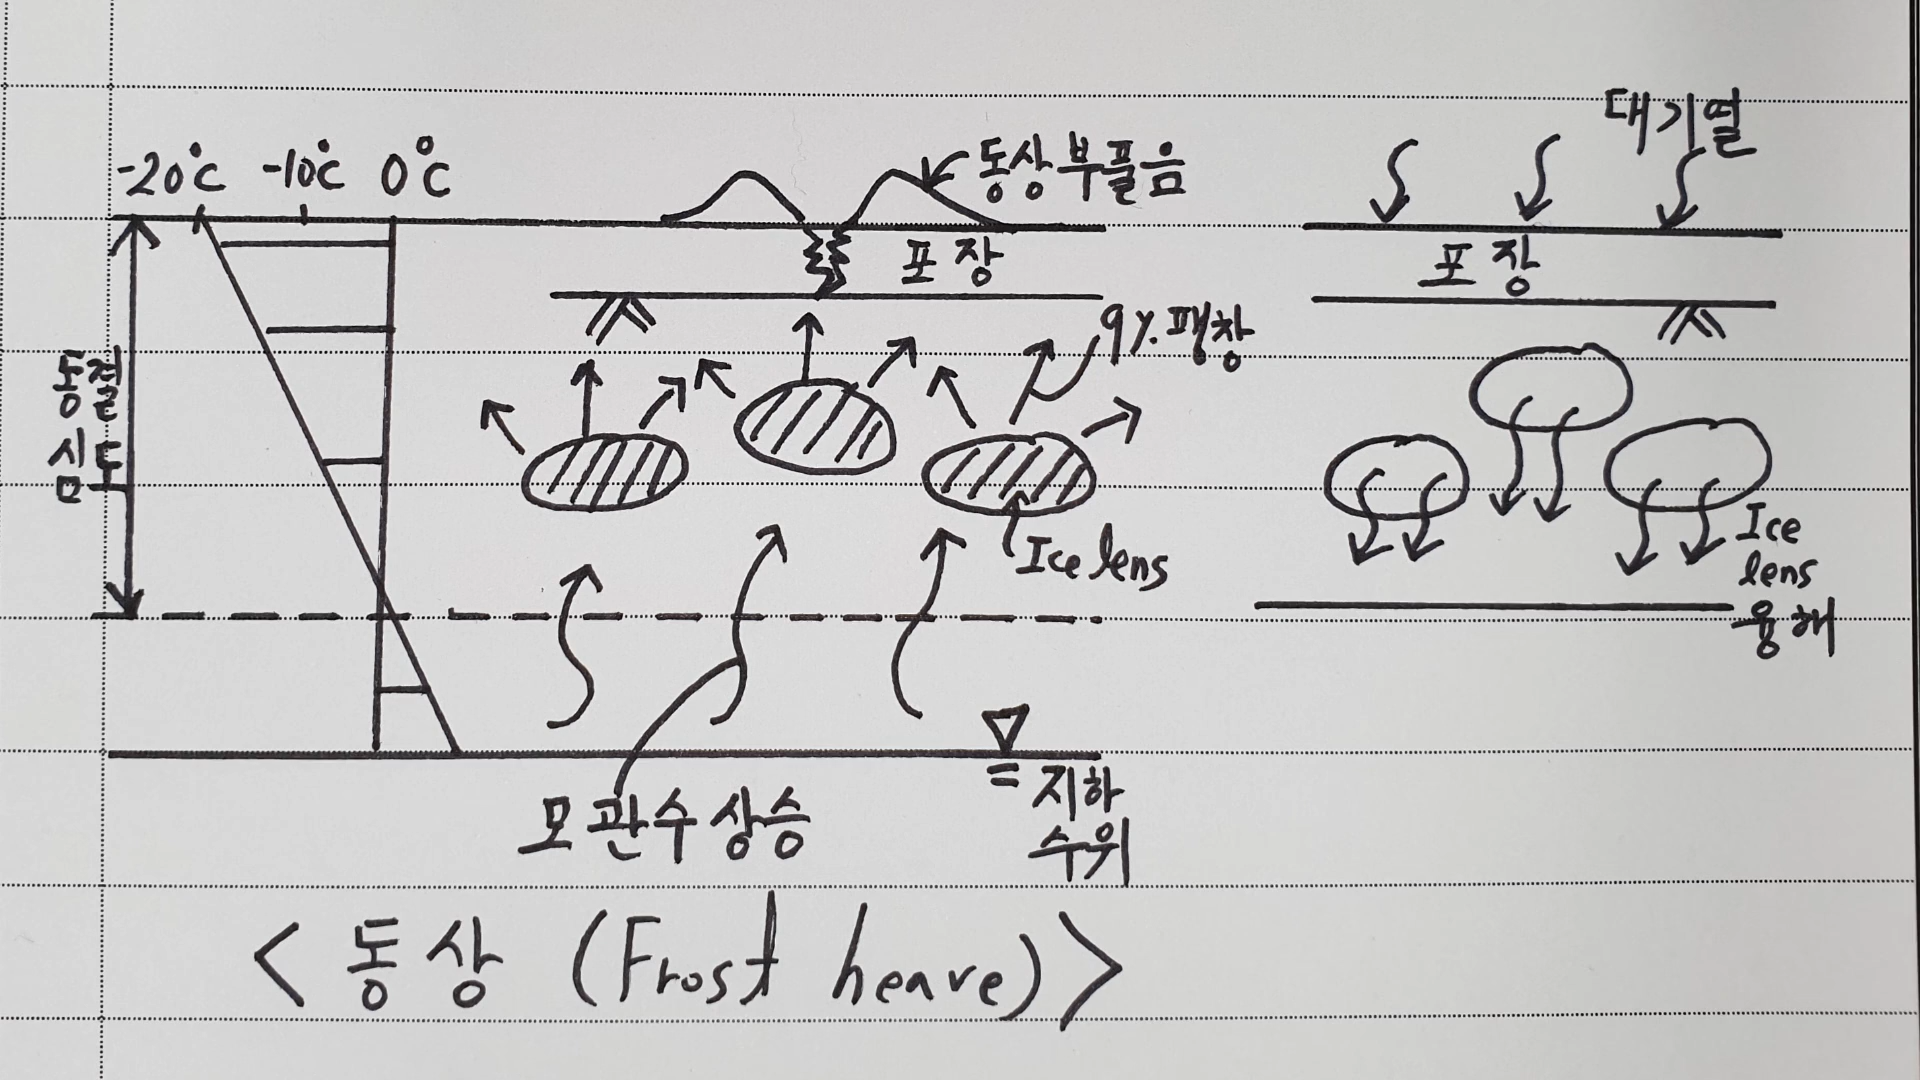 -20°C -10°C 0°C
동상 부풀음
포장
9%. 팽창
동결
심도
Ice lens
모관수 상승
지하
수위
대기열
포장
Ice
lens
융해
<동상 (Frost heave)>